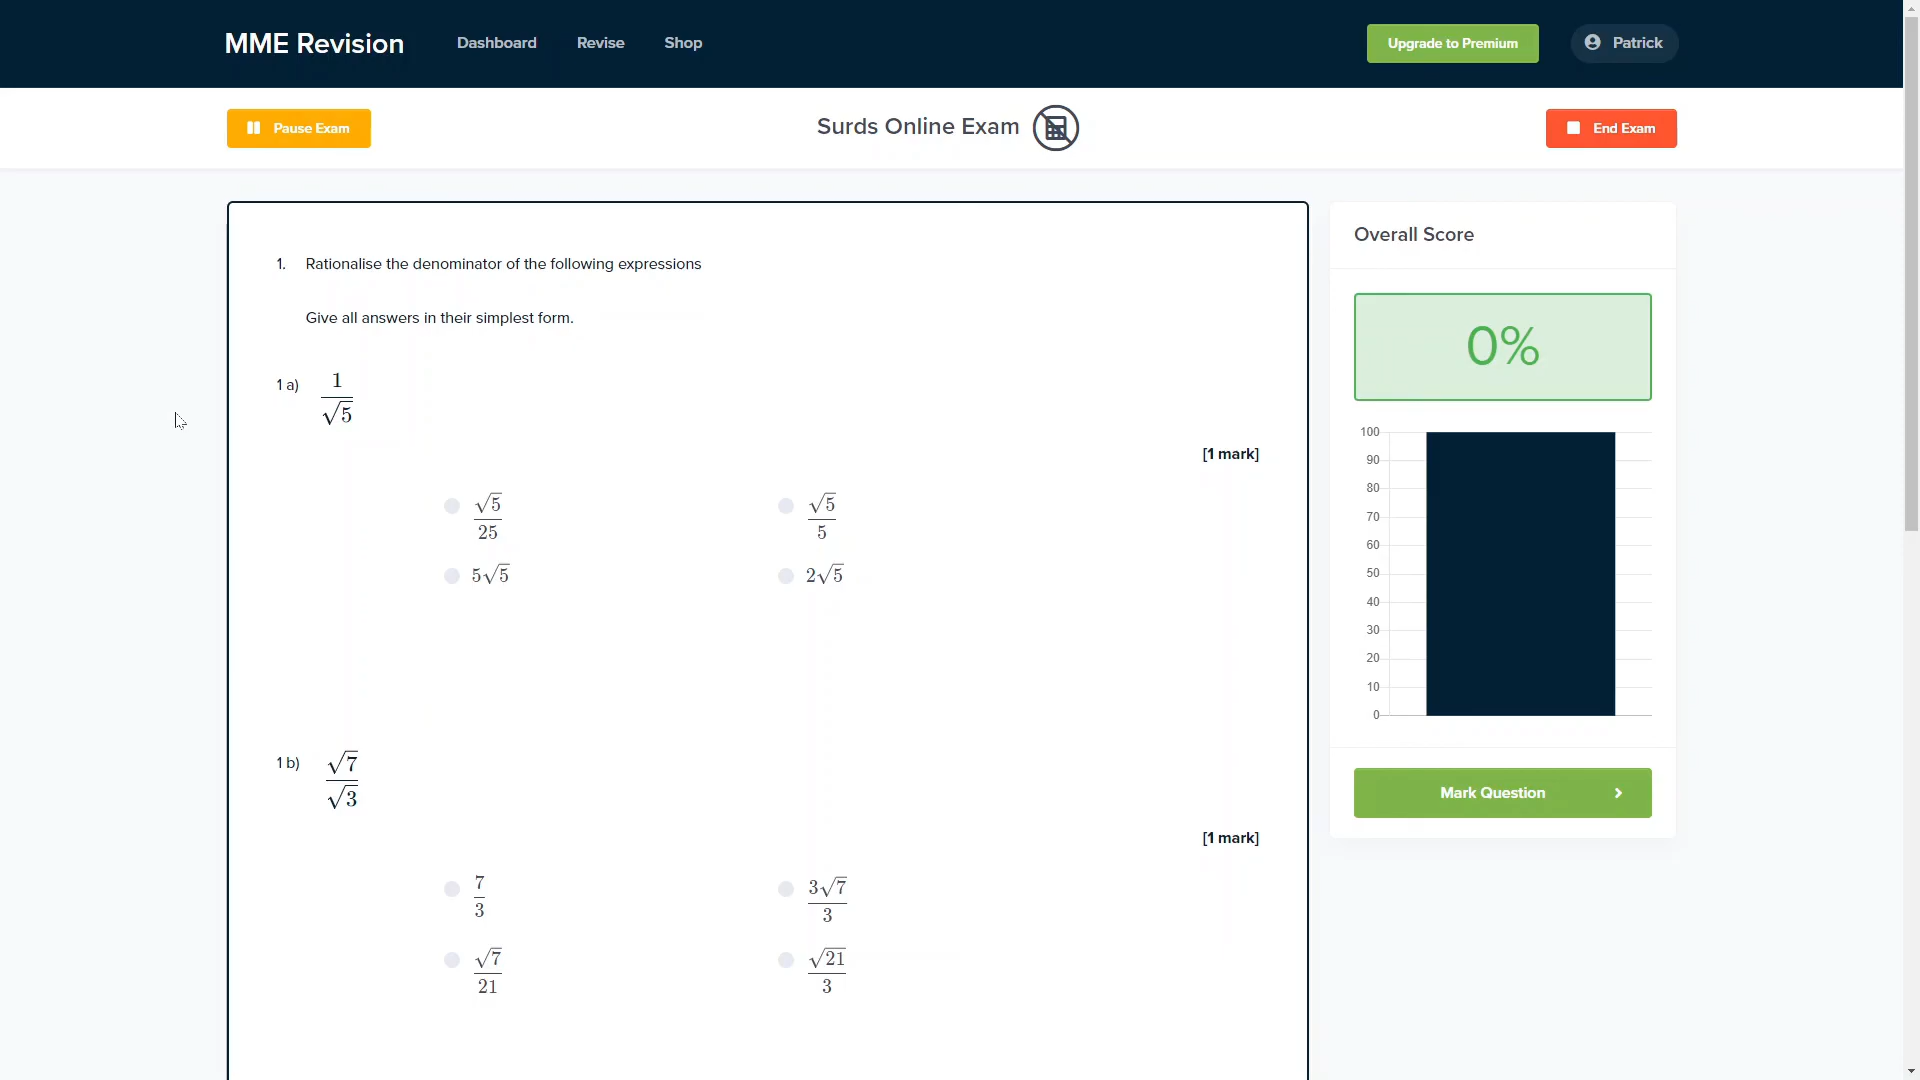 MME Revision Dashboard Revise Shop Upgrade to Premium Patrick
Pause Exam Surds Online Exam End Exam
1. Rationalise the denominator of the following expressions
Give all answers in their simplest form.
1 a) 1/√5
[1 mark]
√5/25 √5/5
5√5 2√5
1 b) √7/√3
[1 mark]
7/3 3√7/3
√7/21 √21/3
Overall Score
0%
100
90
80
70
60
50
40
30
20
10
0
Mark Question